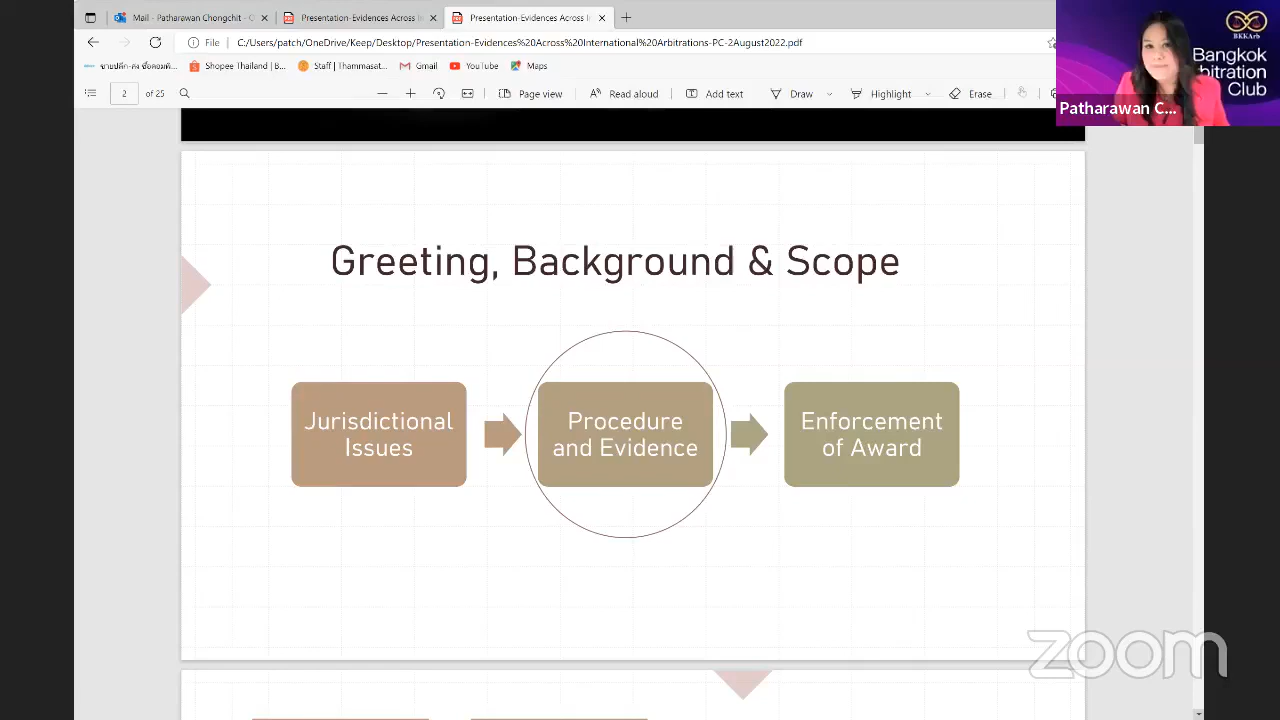 Mail - Patharawan Chongchit - O
Presentation-Evidences Across In
Presentation-Evidences Across In
File
C:/Users/patch/OneDrive/Keep/Desktop/Presentation-Evidences%20Across%20International%20Arbitrations-PC-2August2022.pdf
Shopee Thailand | B...
Staff | Thammasat...
Gmail
YouTube
Maps
2 of 25
Page view
Read aloud
Add text
Draw
Highlight
Erase
BKKArb
Bangkok
bitration
Club
Patharawan C...
Greeting, Background & Scope
Jurisdictional
Issues
Procedure
and Evidence
Enforcement
of Award
zoom